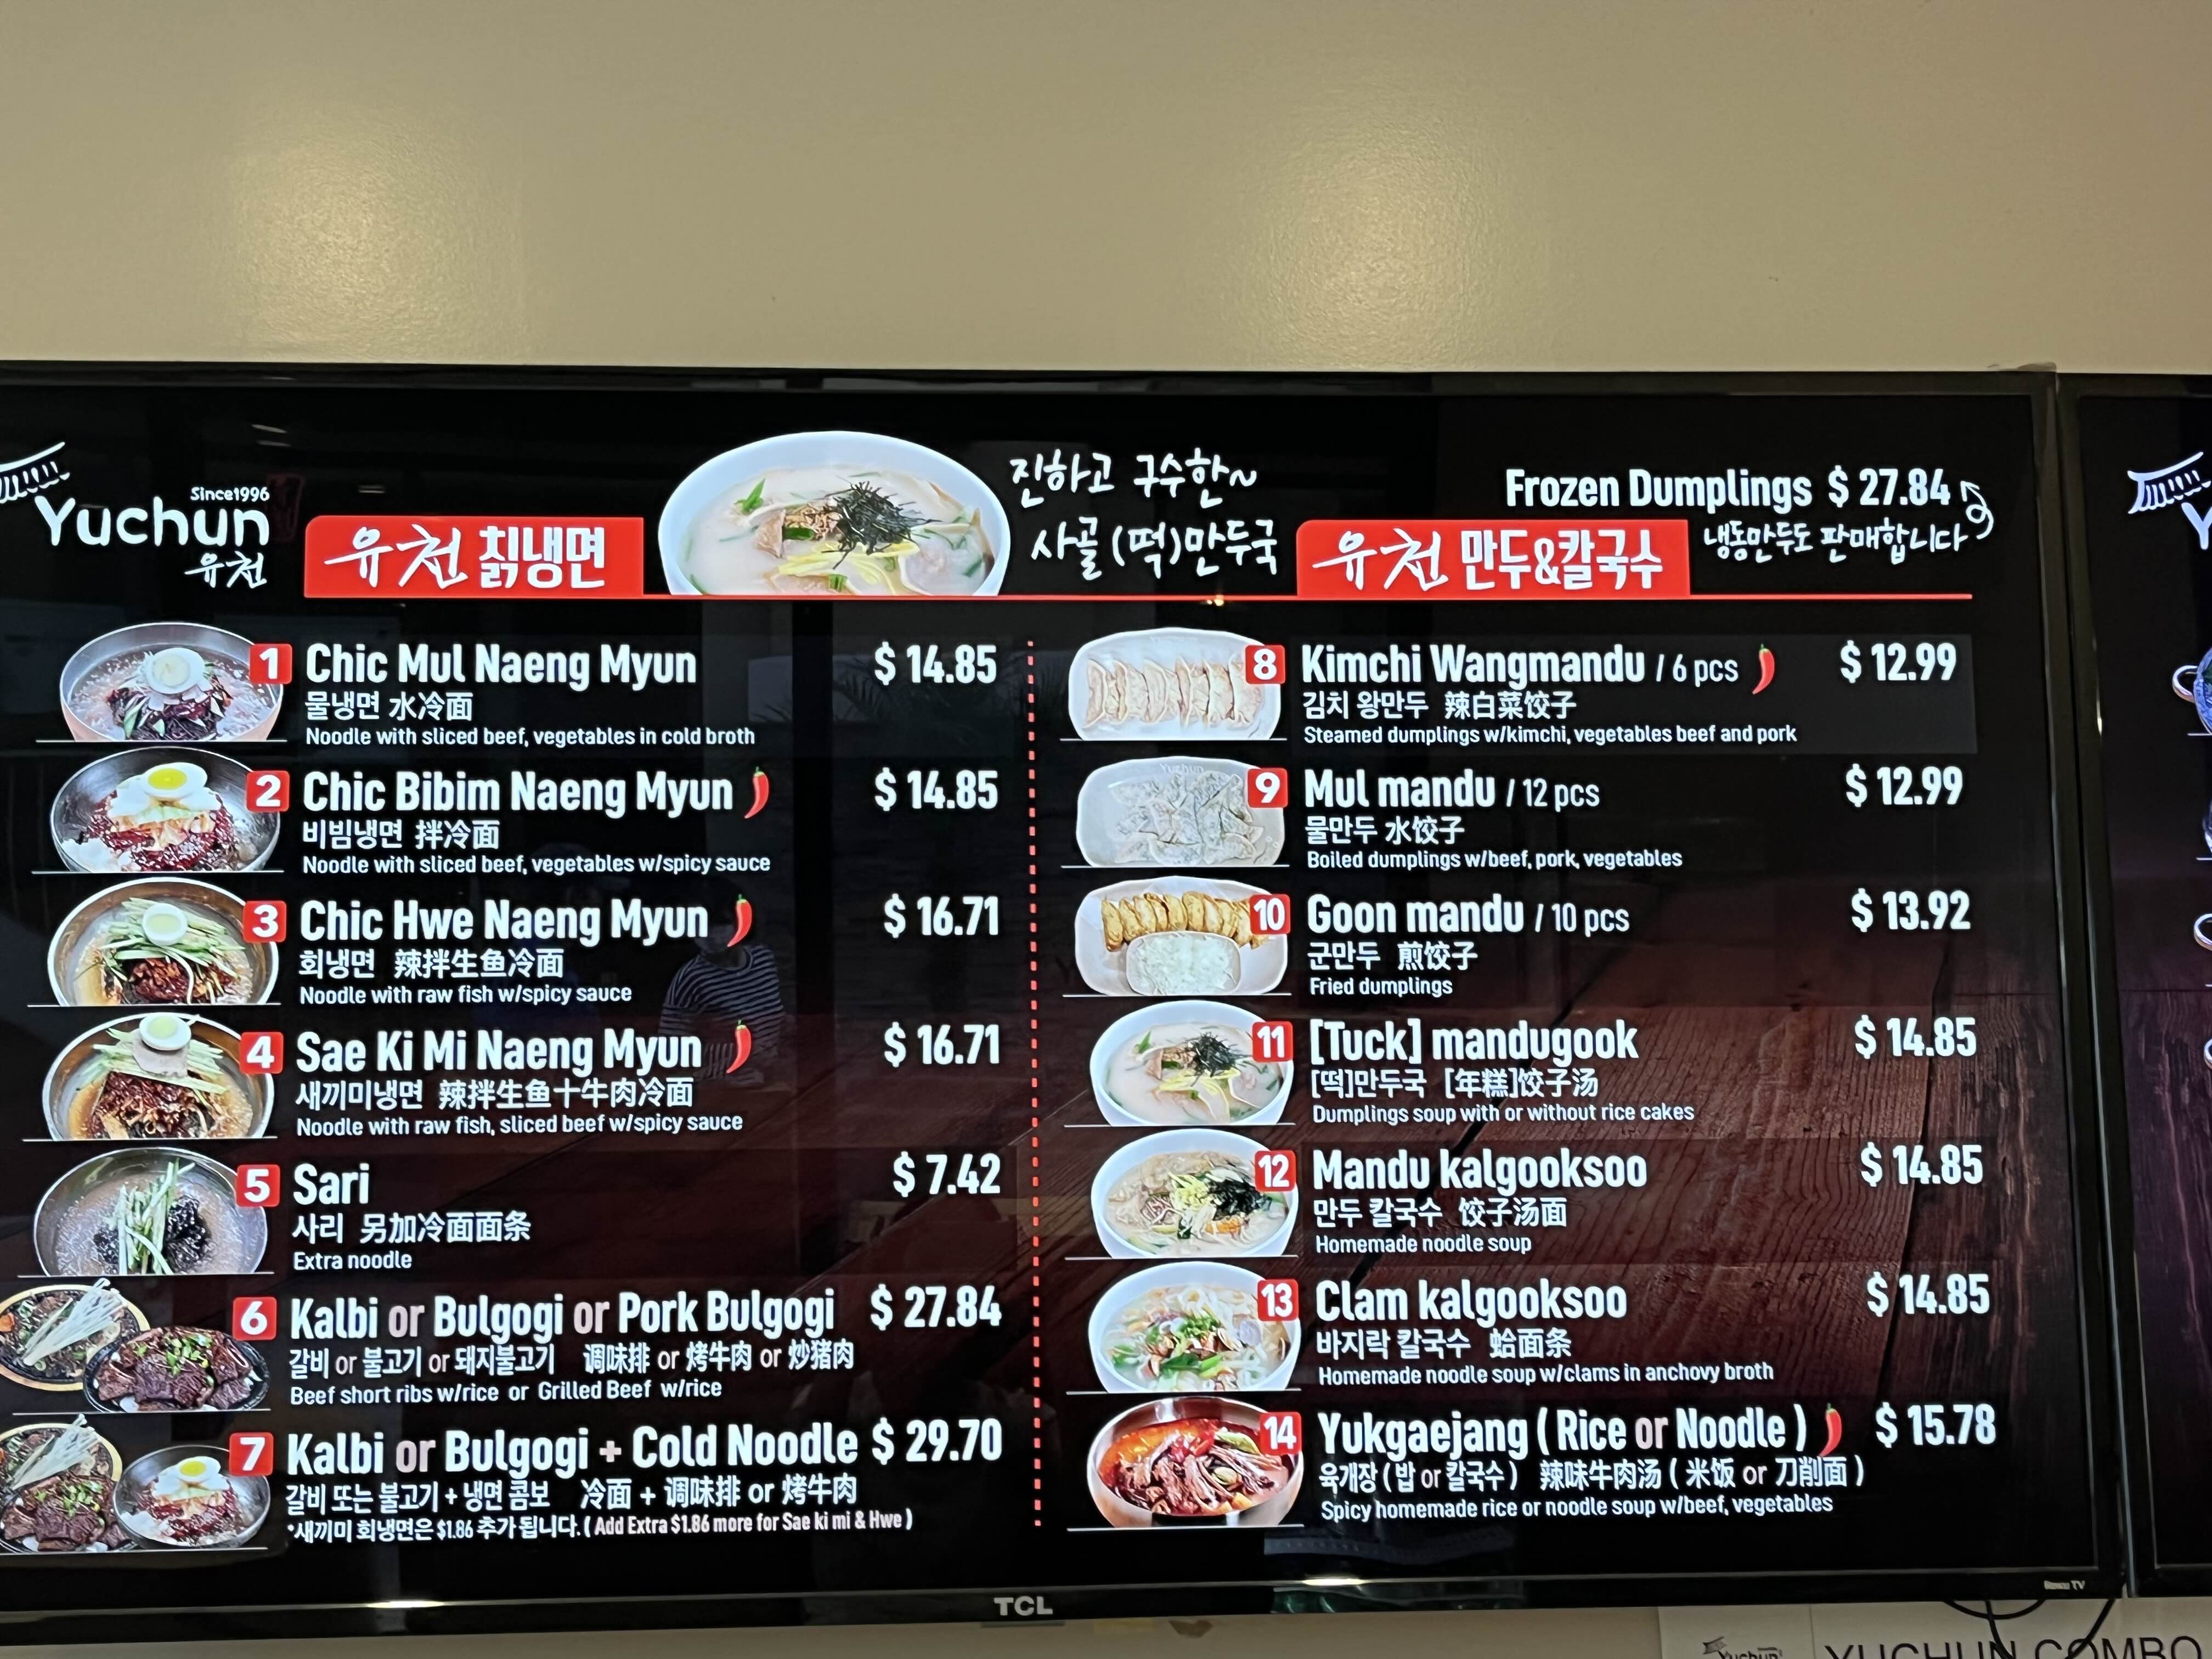 Since1996
Yuchun
유천
유천 칡냉면
진하고 구수한~
사골 (떡)만두국
Frozen Dumplings $ 27.84
유천 만두&칼국수
냉동만두도 판매합니다
1 Chic Mul Naeng Myun $ 14.85
물냉면 水冷面
Noodle with sliced beef, vegetables in cold broth
2 Chic Bibim Naeng Myun $ 14.85
비빔냉면 拌冷面
Noodle with sliced beef, vegetables w/spicy sauce
3 Chic Hwe Naeng Myun $ 16.71
회냉면 辣拌生鱼冷面
Noodle with raw fish w/spicy sauce
4 Sae Ki Mi Naeng Myun $ 16.71
새끼미냉면 辣拌生鱼十牛肉冷面
Noodle with raw fish, sliced beef w/spicy sauce
5 Sari $ 7.42
사리 另加冷面面条
Extra noodle
6 Kalbi or Bulgogi or Pork Bulgogi $ 27.84
갈비 or 불고기 or 돼지불고기 调味排 or 烤牛肉 or 炒猪肉
Beef short ribs w/rice or Grilled Beef w/rice
7 Kalbi or Bulgogi + Cold Noodle $ 29.70
갈비 또는 불고기 + 냉면 콤보 冷面 + 调味排 or 烤牛肉
*새끼미 회냉면은 $1.86 추가 됩니다. ( Add Extra $1.86 more for Sae ki mi & Hwe )
8 Kimchi Wangmandu / 6 pcs $ 12.99
김치 왕만두 辣白菜饺子
Steamed dumplings w/kimchi, vegetables beef and pork
9 Mul mandu / 12 pcs $ 12.99
물만두 水饺子
Boiled dumplings w/beef, pork, vegetables
10 Goon mandu / 10 pcs $ 13.92
군만두 煎饺子
Fried dumplings
11 [Tuck] mandugook $ 14.85
[떡]만두국 [年糕]饺子汤
Dumplings soup with or without rice cakes
12 Mandu kalgooksoo $ 14.85
만두 칼국수 饺子汤面
Homemade noodle soup
13 Clam kalgooksoo $ 14.85
바지락 칼국수 蛤面条
Homemade noodle soup w/clams in anchovy broth
14 Yukgaejang ( Rice or Noodle ) $ 15.78
육개장 ( 밥 or 칼국수 ) 辣味牛肉汤 ( 米饭 or 刀削面 )
Spicy homemade rice or noodle soup w/beef, vegetables
TCL
Roku TV
Yuchun
YUCHUN COMBO